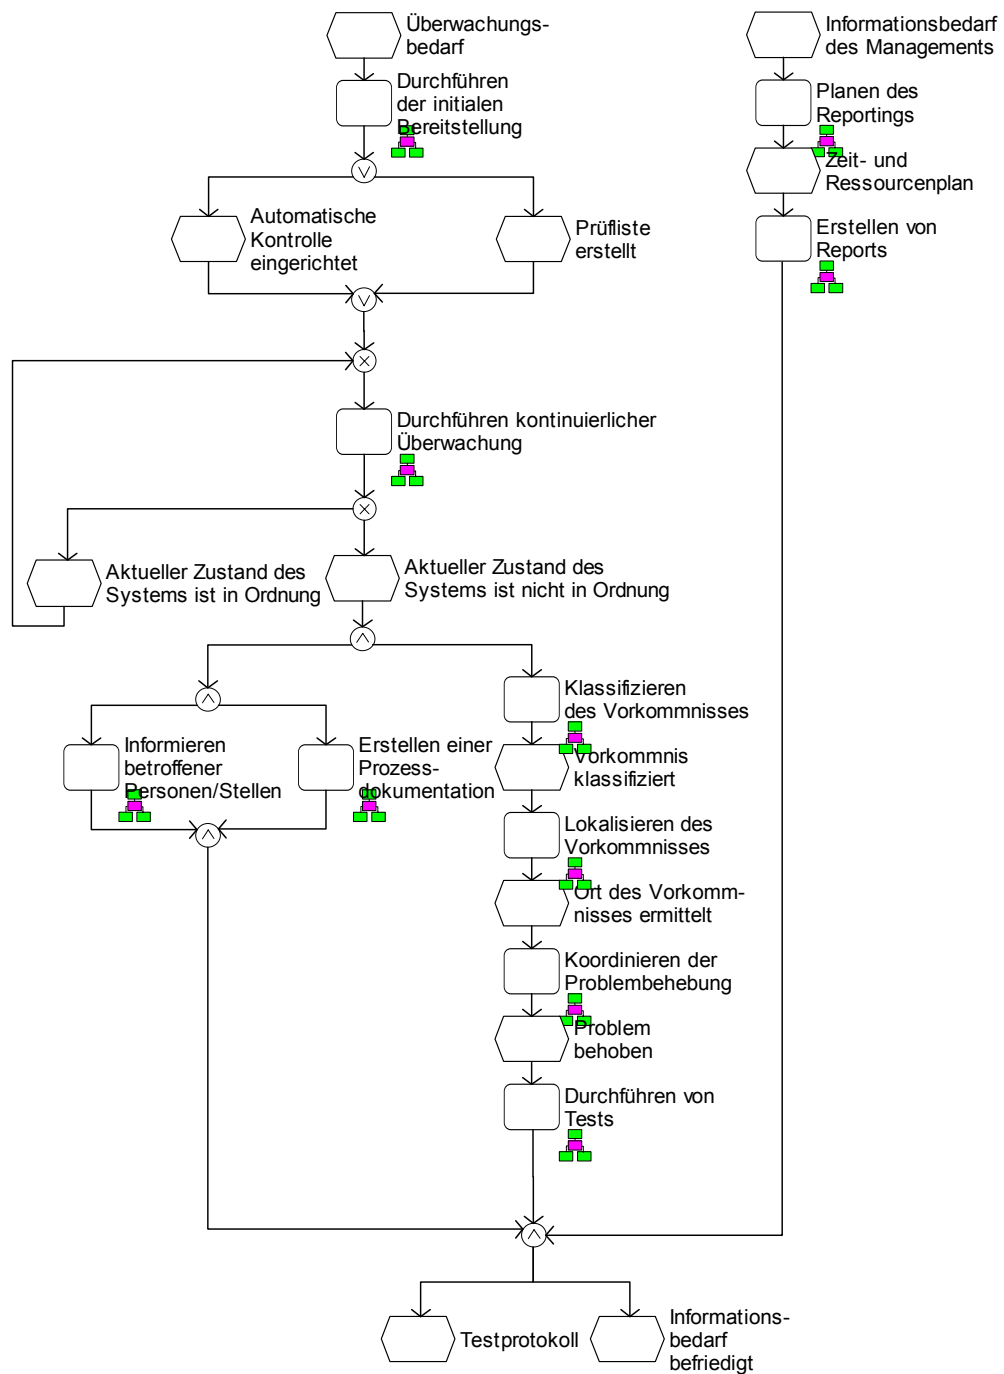 Überwachungs-
bedarf
Informationsbedarf
des Managements
Durchführen
der initialen
Bereitstellung
Planen des
Reportings
Zeit- und
Ressourcenplan
Automatische
Kontrolle
eingerichtet
Prüfliste
erstellt
Erstellen von
Reports
Durchführen kontinuierlicher
Überwachung
Aktueller Zustand des
Systems ist in Ordnung
Aktueller Zustand des
Systems ist nicht in Ordnung
Klassifizieren
des Vorkommnisses
Informieren
betroffener
Personen/Stellen
Erstellen einer
Prozess-
dokumentation
Vorkommnis
klassifiziert
Lokalisieren des
Vorkommnisses
Ort des Vorkomm-
nisses ermittelt
Koordinieren der
Problembehebung
Problem
behoben
Durchführen von
Tests
Testprotokoll
Informations-
bedarf
befriedigt